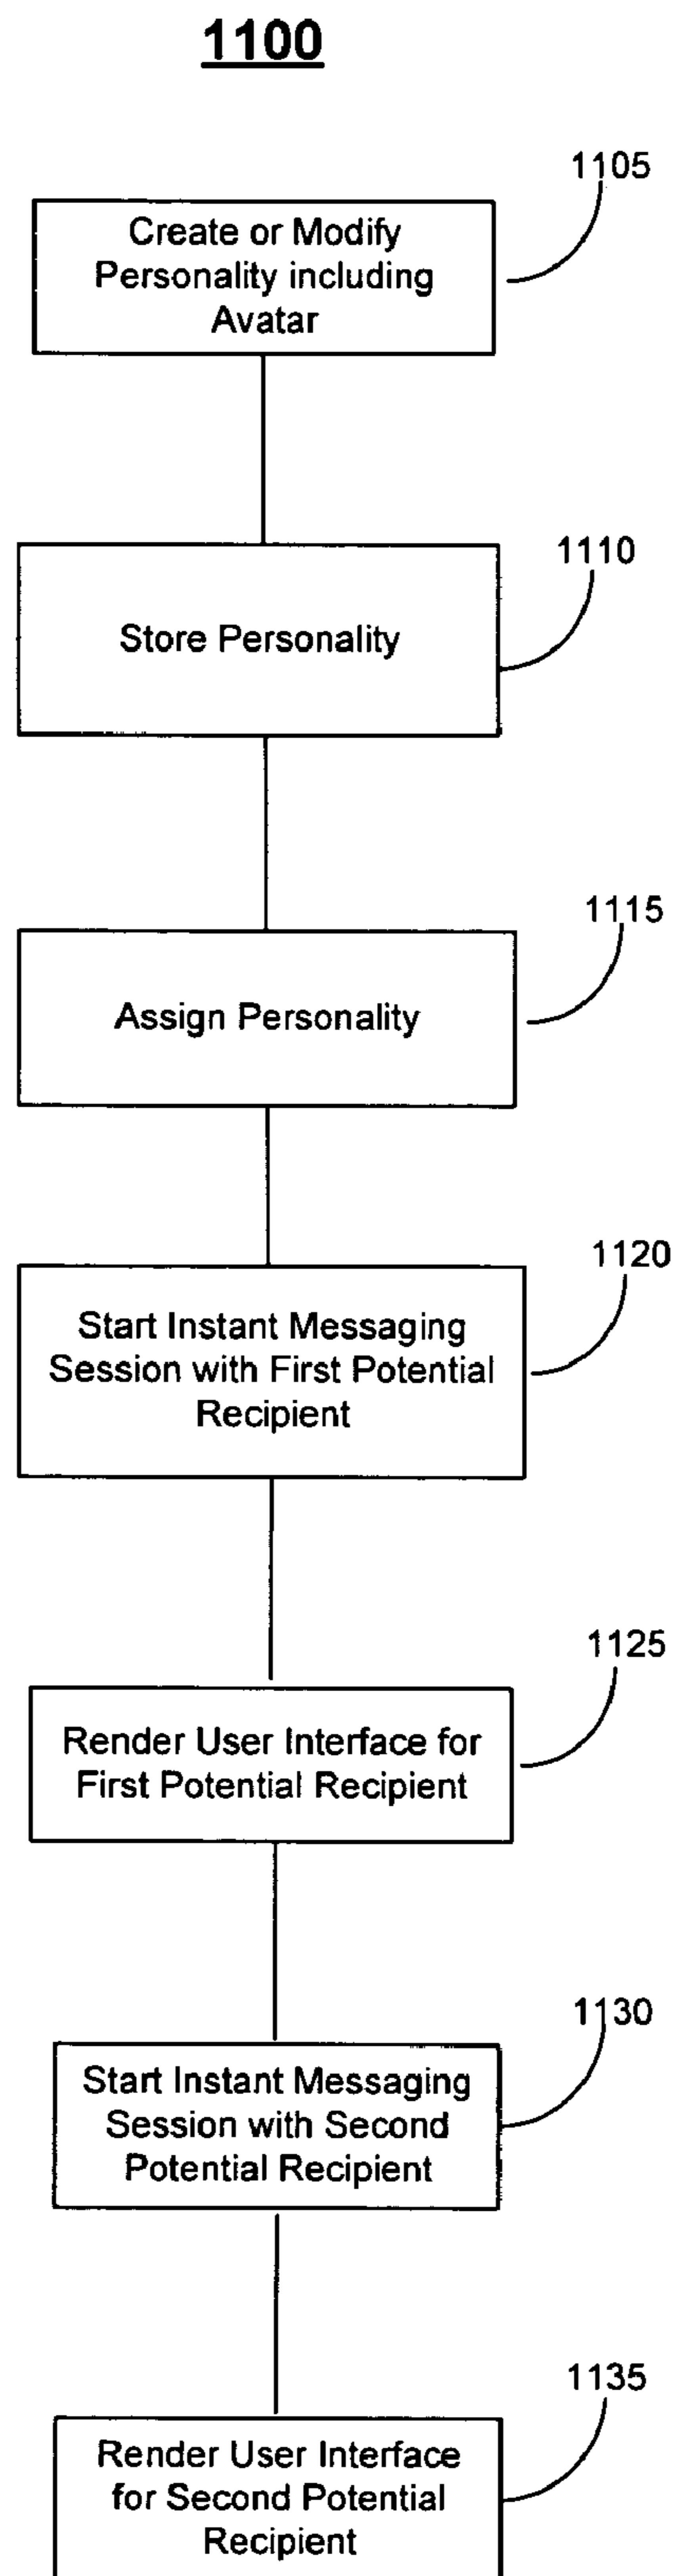 1100
1105
Create or Modify
Personality including
Avatar
1110
Store Personality
1115
Assign Personality
1120
Start Instant Messaging
Session with First Potential
Recipient
1125
Render User Interface for
First Potential Recipient
1130
Start Instant Messaging
Session with Second
Potential Recipient
1135
Render User Interface
for Second Potential
Recipient